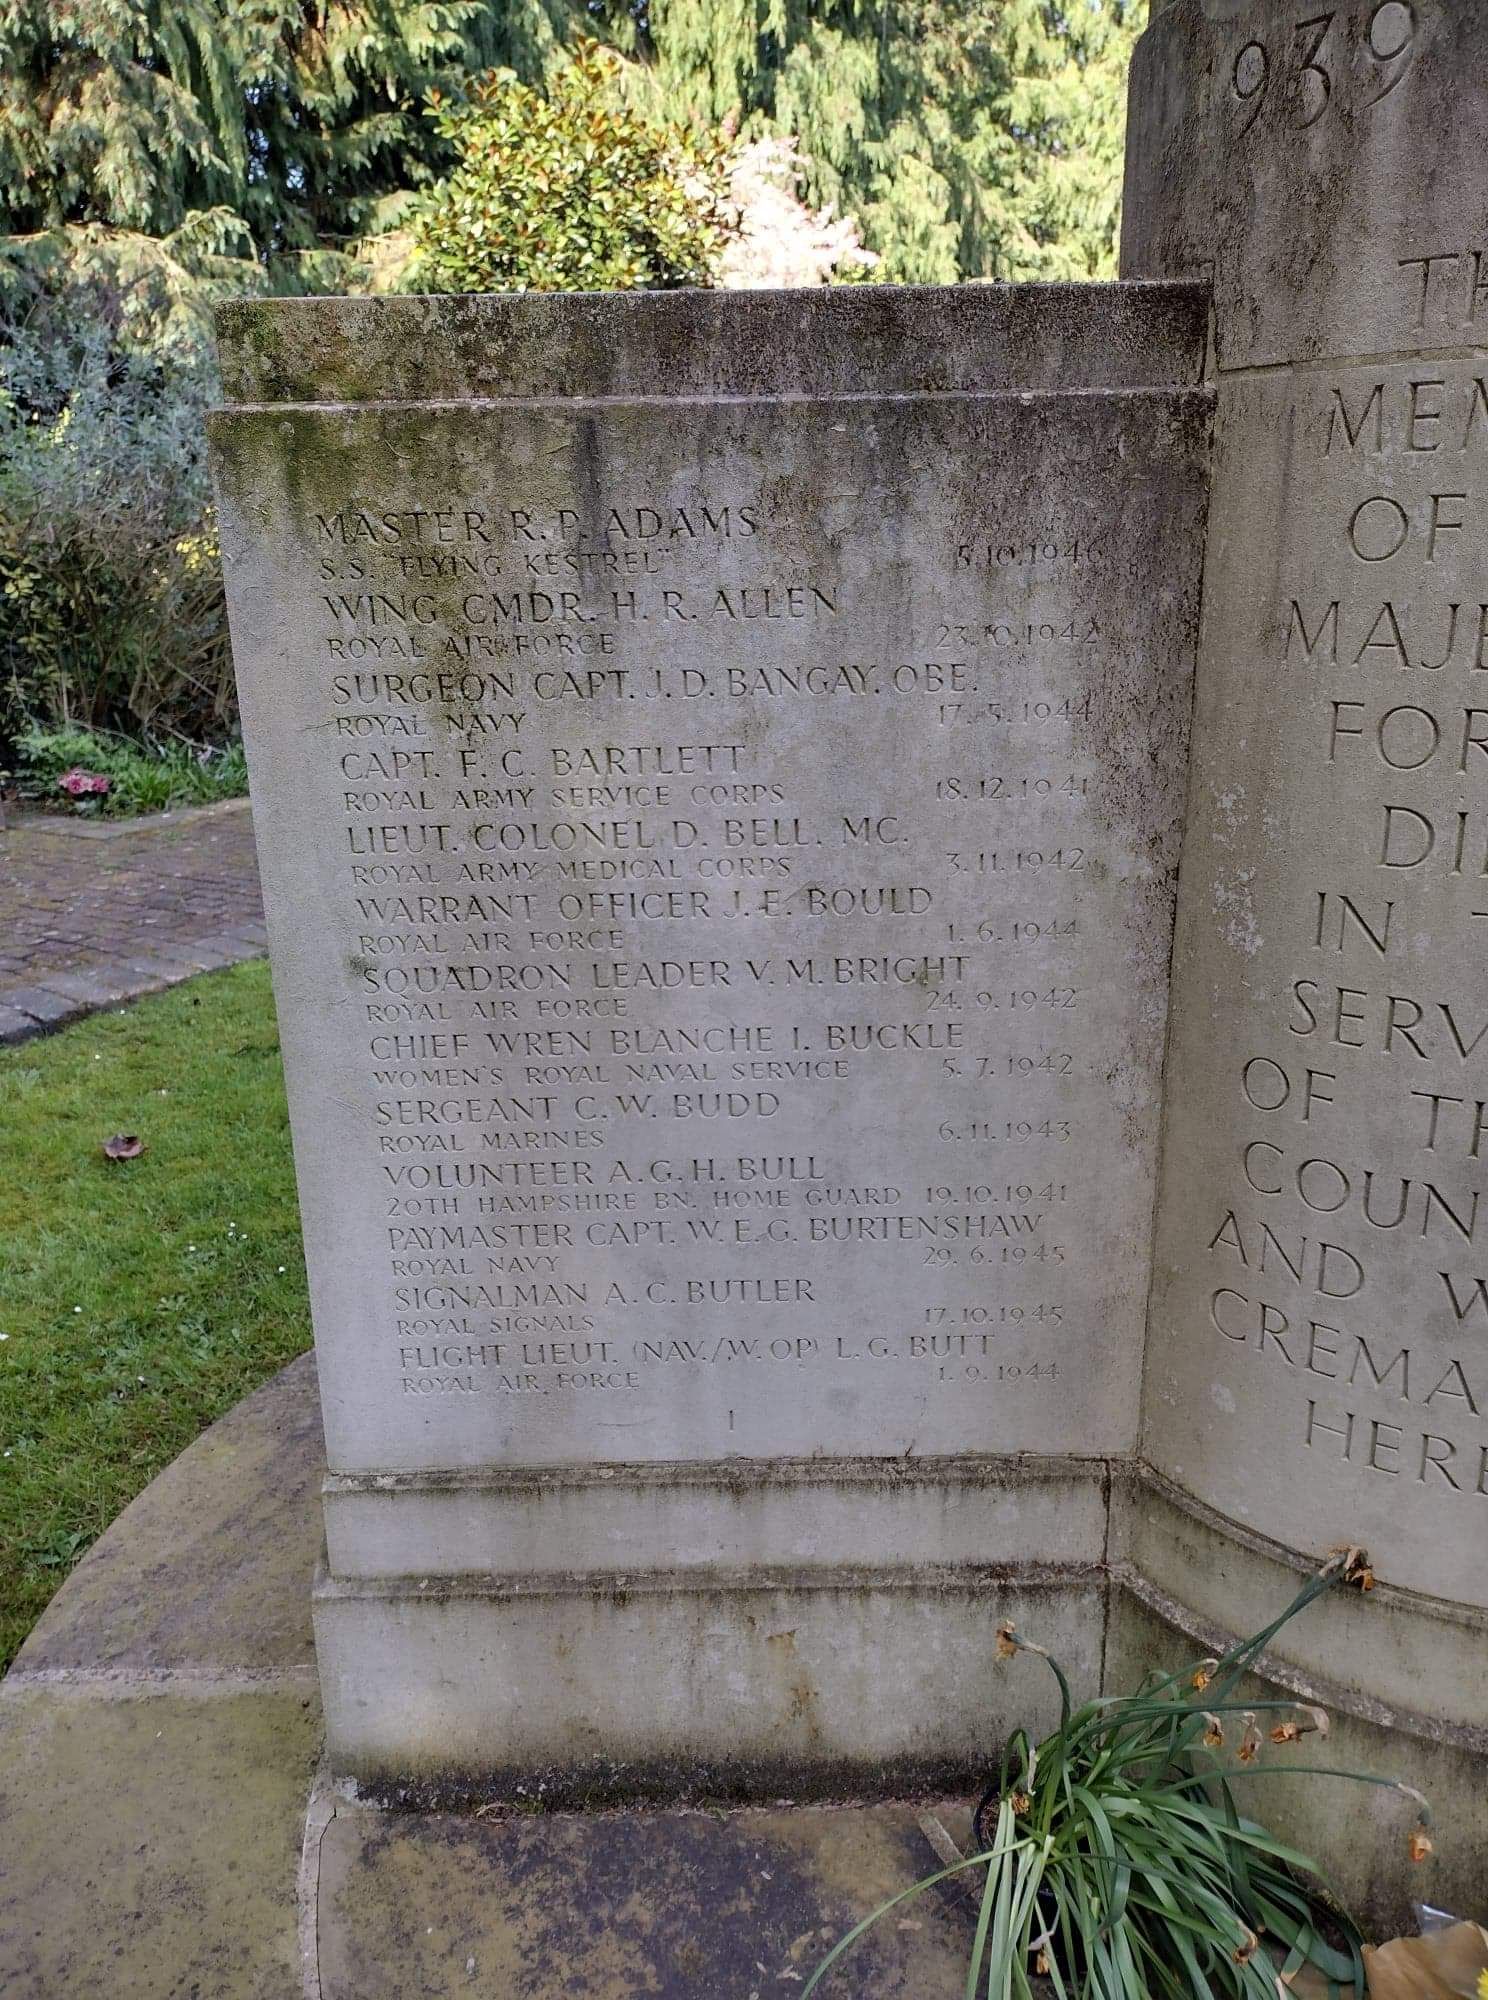 MASTER R. P. ADAMS
S.S. "FLYING KESTREL" 5.10.1946
WING CMDR. H. R. ALLEN
ROYAL AIR FORCE 23.10.1942
SURGEON CAPT. J. D. BANGAY. OBE.
ROYAL NAVY 17. 5. 1944
CAPT. F. C. BARTLETT
ROYAL ARMY SERVICE CORPS 18.12.1941
LIEUT. COLONEL D. BELL. MC.
ROYAL ARMY MEDICAL CORPS 3.11.1942
WARRANT OFFICER J. E. BOULD
ROYAL AIR FORCE 1. 6. 1944
SQUADRON LEADER V. M. BRIGHT
ROYAL AIR FORCE 24. 9. 1942
CHIEF WREN BLANCHE I. BUCKLE
WOMEN'S ROYAL NAVAL SERVICE 5. 7. 1942
SERGEANT C. W. BUDD
ROYAL MARINES 6.11.1943
VOLUNTEER A. G. H. BULL
20TH HAMPSHIRE BN. HOME GUARD 19.10.1941
PAYMASTER CAPT. W. E. G. BURTENSHAW
ROYAL NAVY 29. 6. 1945
SIGNALMAN A. C. BUTLER
ROYAL SIGNALS 17.10.1945
FLIGHT LIEUT. (NAV./W. OP) L. G. BUTT
ROYAL AIR FORCE 1. 9. 1944
1
939
TH
MEM
OF
MAJE
FOR
DIE
IN T
SERV
OF TH
COUN
AND W
CREMA
HERE